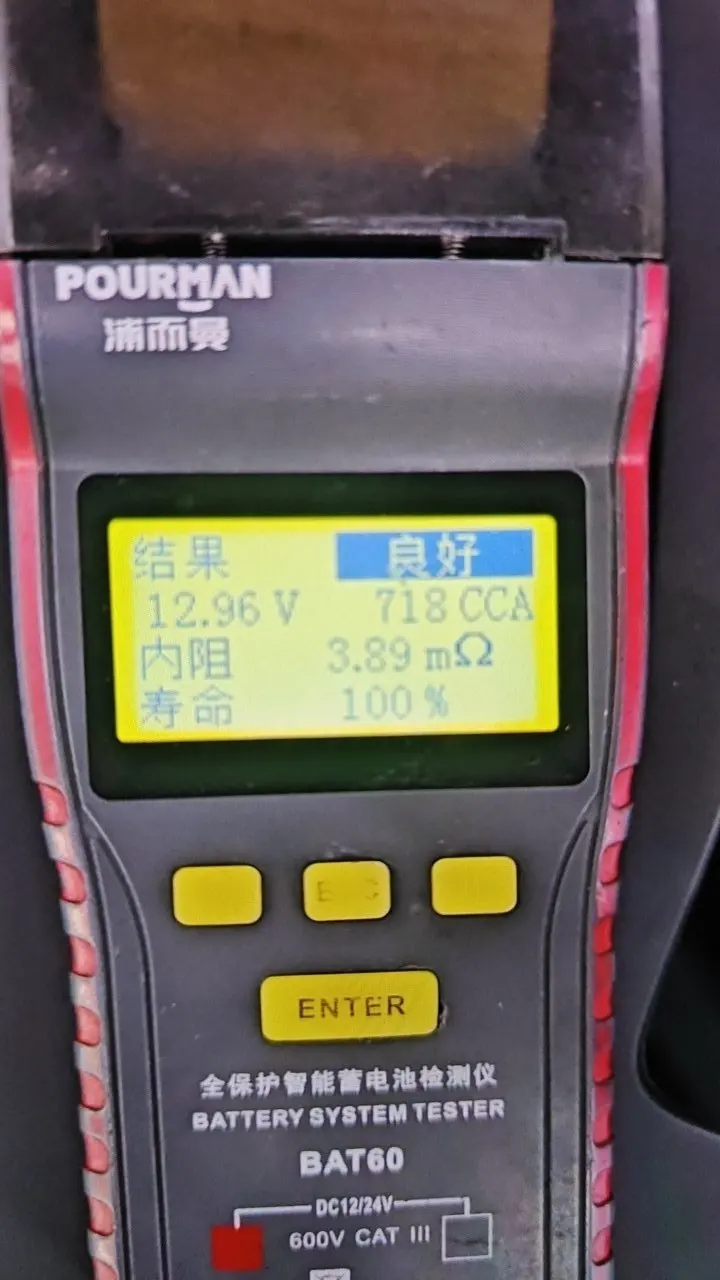 POURMAN
浦而曼
结果 良好
12.96 V 718 CCA
内阻 3.89 mΩ
寿命 100 %
ENTER
全保护智能蓄电池检测仪
BATTERY SYSTEM TESTER
BAT60
DC12/24V
600V CAT III